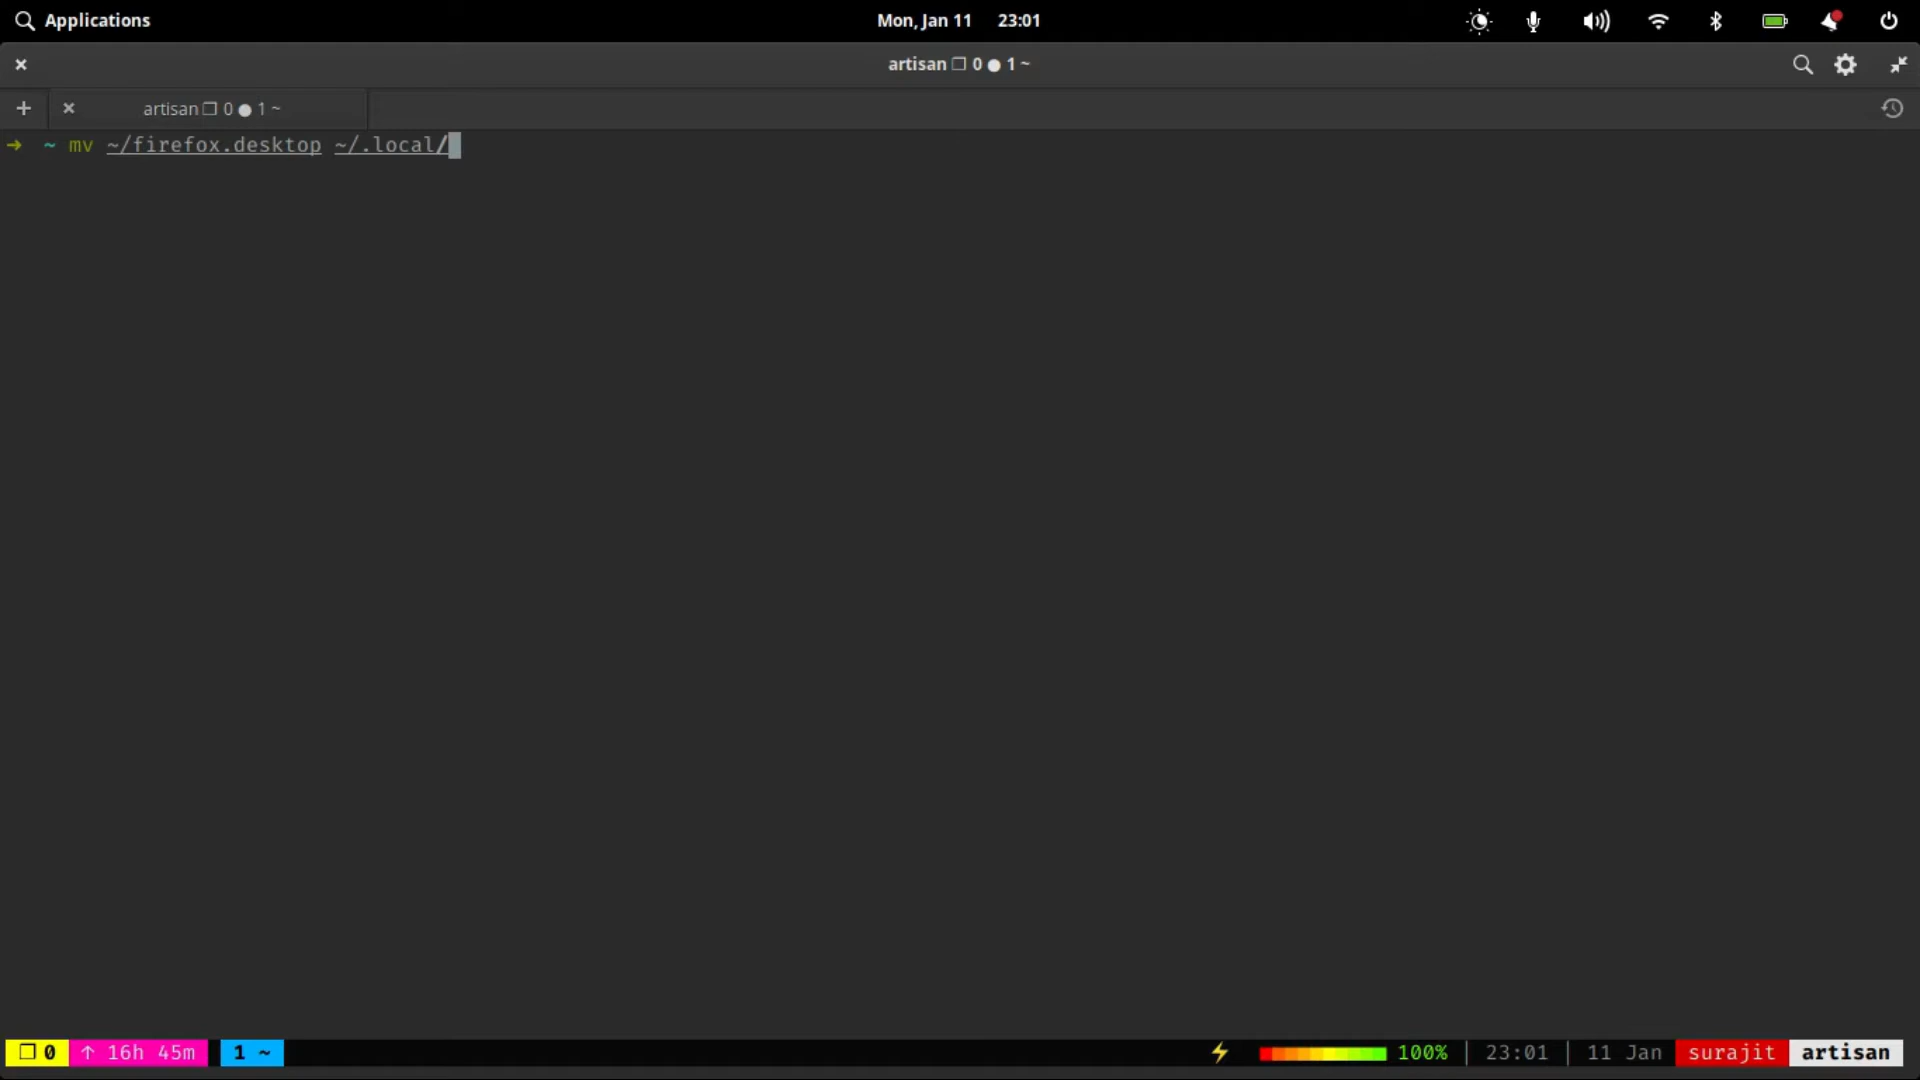 Applications
Mon, Jan 11 23:01
artisan ❐ 0 ● 1 ~
artisan ❐ 0 ● 1 ~
➜ ~ mv ~/firefox.desktop ~/.local/
❐ 0 ↑ 16h 45m 1 ~ 100% | 23:01 | 11 Jan surajit artisan